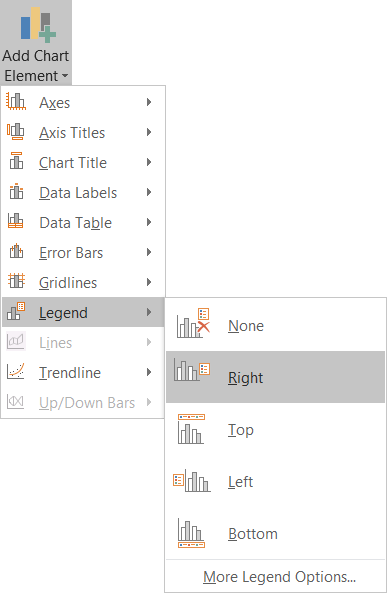 Add Chart
Element
Axes
Axis Titles
Chart Title
Data Labels
Data Table
Error Bars
Gridlines
Legend
Lines
Trendline
Up/Down Bars
None
Right
Top
Left
Bottom
More Legend Options...